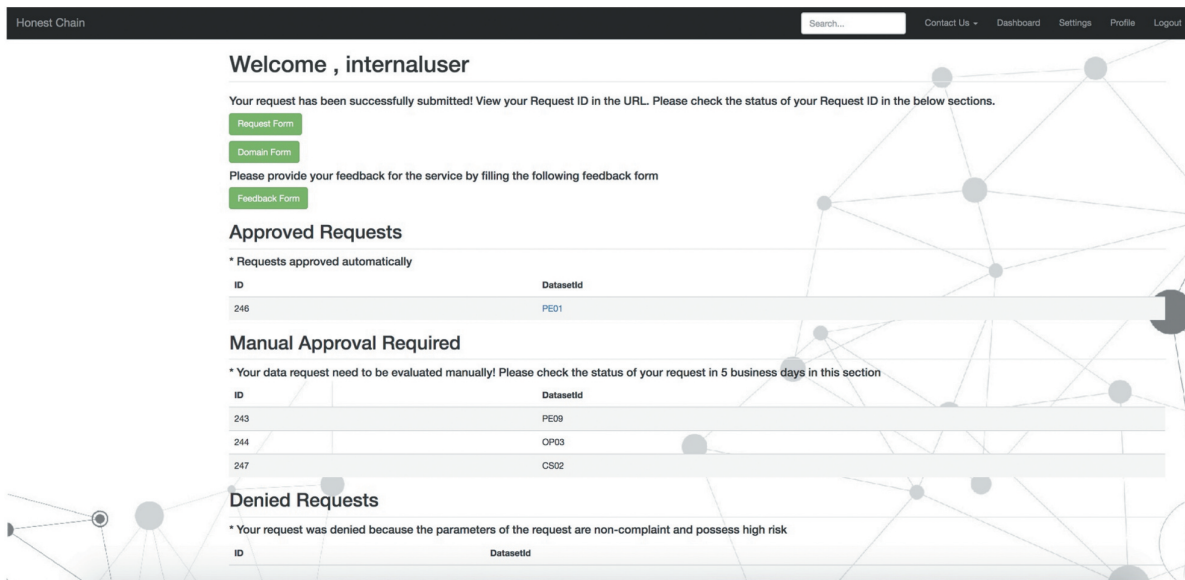 Honest Chain
Search...
Contact Us
Dashboard
Settings
Profile
Logout
Welcome , internaluser
Your request has been successfully submitted! View your Request ID in the URL. Please check the status of your Request ID in the below sections.
Request Form
Domain Form
Please provide your feedback for the service by filling the following feedback form
Feedback Form
Approved Requests
* Requests approved automatically
ID DatasetId
246 PE01
Manual Approval Required
* Your data request need to be evaluated manually! Please check the status of your request in 5 business days in this section
ID DatasetId
243 PE09
244 OP03
247 CS02
Denied Requests
* Your request was denied because the parameters of the request are non-complaint and possess high risk
ID DatasetId